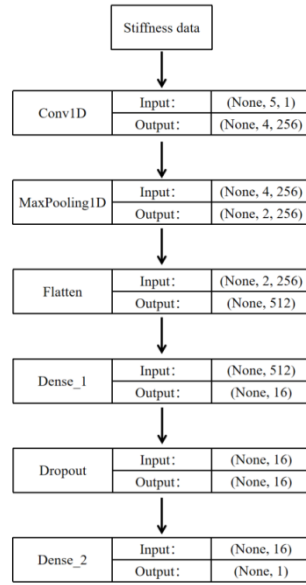 Stiffness data
Conv1D
Input: (None, 5, 1)
Output: (None, 4, 256)
MaxPooling1D
Input: (None, 4, 256)
Output: (None, 2, 256)
Flatten
Input: (None, 2, 256)
Output: (None, 512)
Dense_1
Input: (None, 512)
Output: (None, 16)
Dropout
Input: (None, 16)
Output: (None, 16)
Dense_2
Input: (None, 16)
Output: (None, 1)